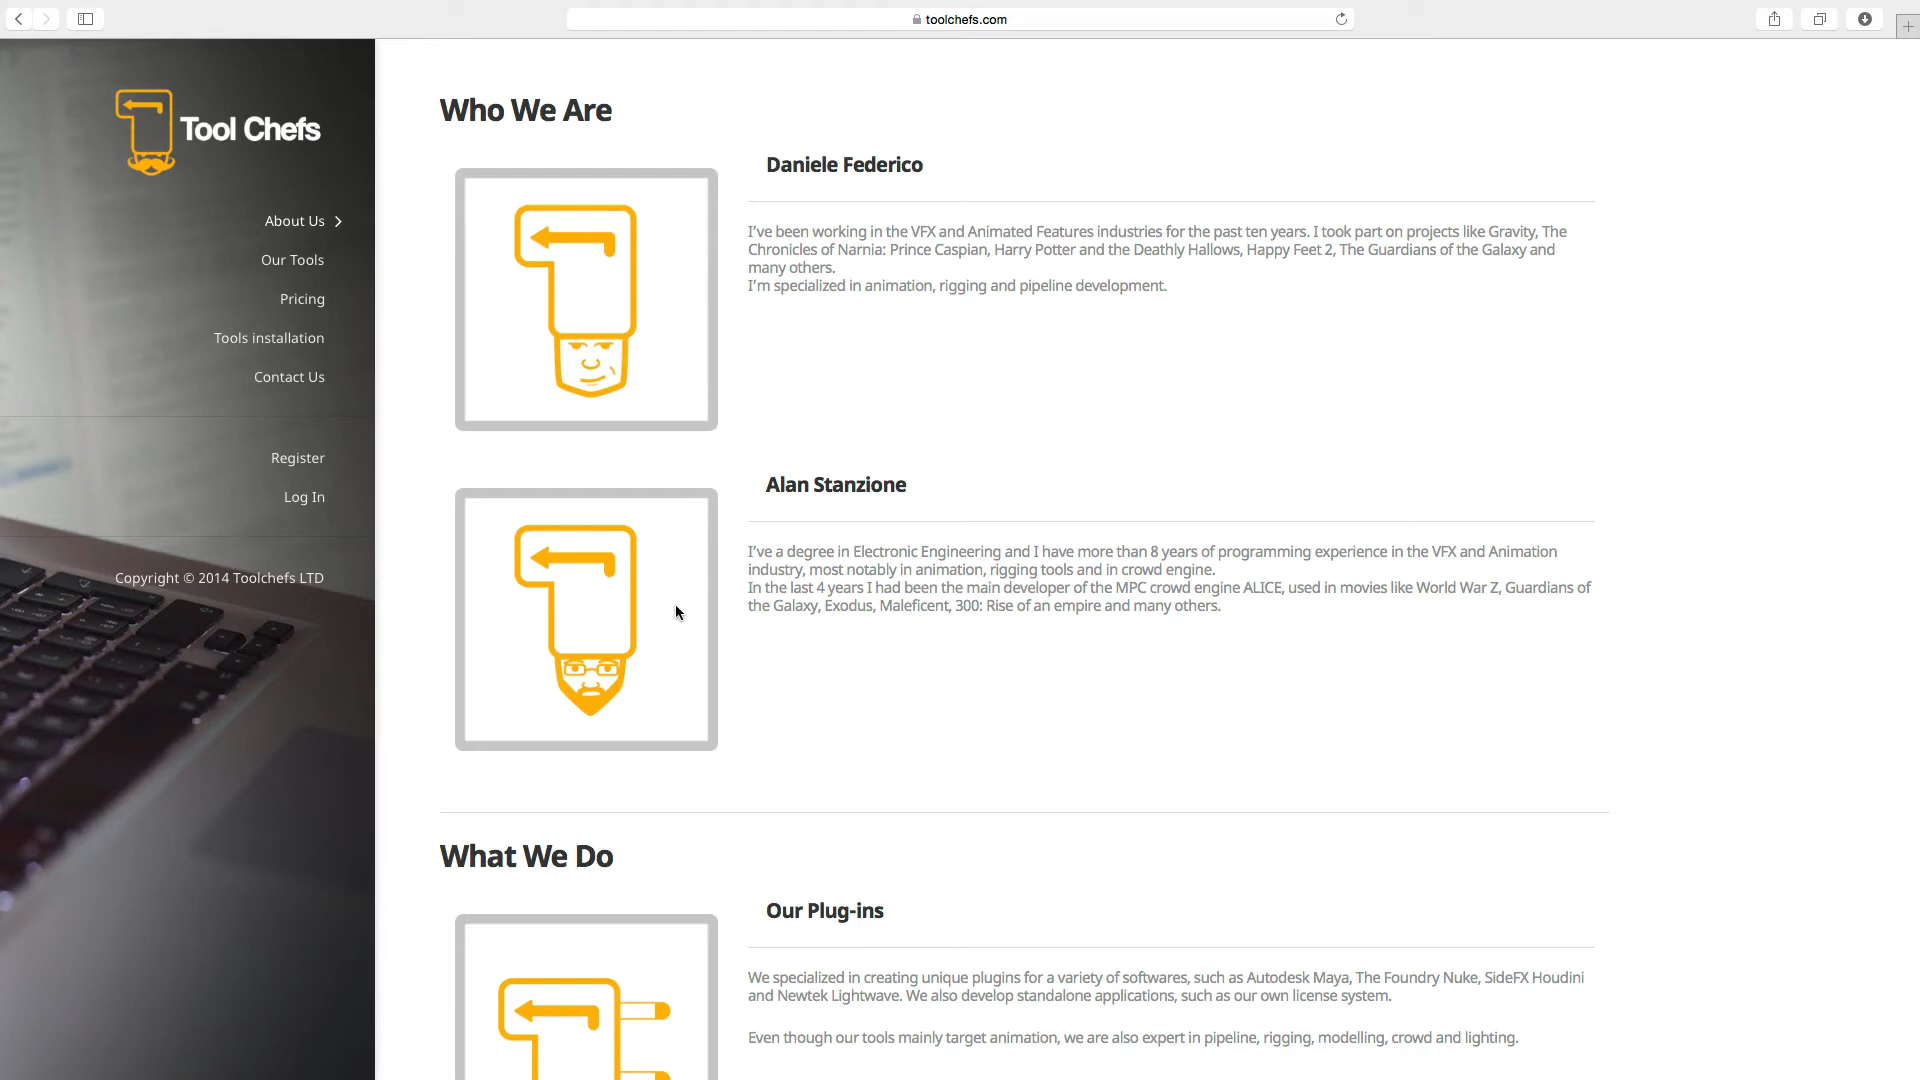 toolchefs.com
Tool Chefs
About Us
Our Tools
Pricing
Tools installation
Contact Us
Register
Log In
Copyright © 2014 Toolchefs LTD
Who We Are
Daniele Federico
I've been working in the VFX and Animated Features industries for the past ten years. I took part on projects like Gravity, The
Chronicles of Narnia: Prince Caspian, Harry Potter and the Deathly Hallows, Happy Feet 2, The Guardians of the Galaxy and
many others.
I'm specialized in animation, rigging and pipeline development.
Alan Stanzione
I've a degree in Electronic Engineering and I have more than 8 years of programming experience in the VFX and Animation
industry, most notably in animation, rigging tools and in crowd engine.
In the last 4 years I had been the main developer of the MPC crowd engine ALICE, used in movies like World War Z, Guardians of
the Galaxy, Exodus, Maleficent, 300: Rise of an empire and many others.
What We Do
Our Plug-ins
We specialized in creating unique plugins for a variety of softwares, such as Autodesk Maya, The Foundry Nuke, SideFX Houdini
and Newtek Lightwave. We also develop standalone applications, such as our own license system.
Even though our tools mainly target animation, we are also expert in pipeline, rigging, modelling, crowd and lighting.